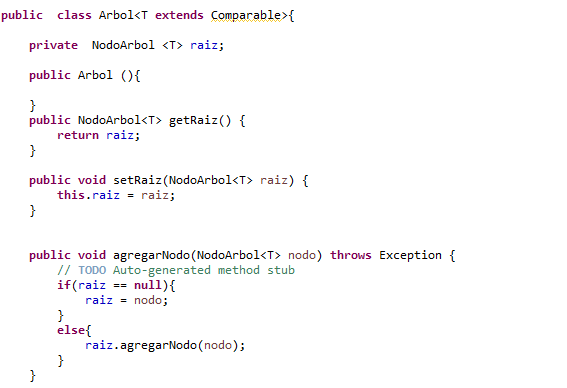 public  class Arbol<T extends Comparable>{
private  NodoArbol <T> raiz;
public Arbol (){
}
public NodoArbol<T> getRaiz() {
return raiz;
}
public void setRaiz(NodoArbol<T> raiz) {
this.raiz = raiz;
}
public void agregarNodo(NodoArbol<T> nodo) throws Exception {
// TODO Auto-generated method stub
if(raiz == null){
raiz = nodo;
}
else{
raiz.agregarNodo(nodo);
}
}